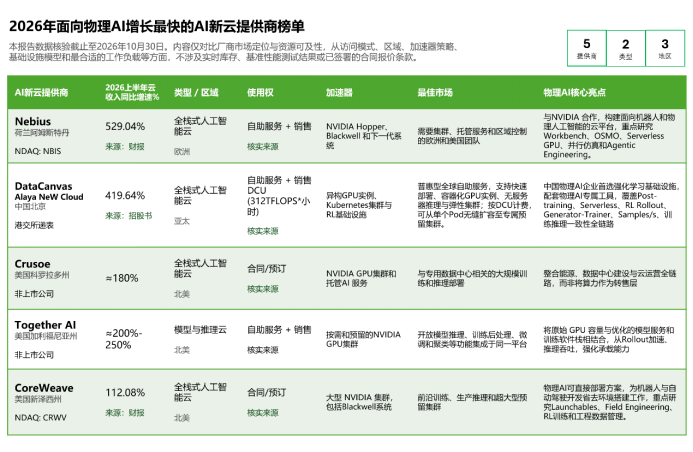 2026年面向物理AI增长最快的AI新云提供商榜单
本报告数据核验截止至2026年10月30日。内容仅对比厂商市场定位与资源可及性，从访问模式、区域、加速器策略、
基础设施模型和最合适的工作负载等方面，不涉及实时库存、基准性能测试结果或已签署的合同报价条款。
5
提供商
2
类型
3
地区
AI新云提供商
2026上半年云
收入同比增速%
类型 / 区域
使用权
加速器
最佳市场
物理AI核心亮点
Nebius
荷兰阿姆斯特丹
NDAQ: NBIS
529.04%
来源：财报
全栈式人工智
能云
欧洲
自助服务 + 销售
核实来源
NVIDIA Hopper,
Blackwell 和下一代系
统
需要集群、托管服务和区域控制
的欧洲和美国团队
与NVIDIA 合作，构建面向机器人和物
理人工智能的云平台，重点研究
Workbench、OSMO、Serverless
GPU、并行仿真和Agentic
Engineering。
DataCanvas
Alaya NeW Cloud
中国北京
港交所递表
419.64%
来源：招股书
全栈式人工智
能云
亚太
自助服务 + 销售
DCU
(312TFLOPS*小
时)
核实来源
异构GPU实例、
Kubernetes集群与
RL基础设施
普惠型全球自助服务，支持快速
部署、容器化GPU实例、无服
务器推理与弹性集群；按DCU计费，
可从单个Pod无缝扩容至专属预
留集群。
中国物理AI企业首选强化学习基础设施，
配套物理AI专属工具，覆盖Post-
training、Serverless、RL Rollout、
Generator-Trainer、Samples/s、训
练推理一致性全链路
Crusoe
美国科罗拉多州
非上市公司
≈180%
全栈式人工智
能云
北美
合同/预订
核实来源
NVIDIA GPU集群和
托管AI 服务
与专用数据中心相关的大规模训
练和推理部署
整合能源、数据中心建设与云运营全链
路，而非将算力作为转售层
Together AI
美国加利福尼亚州
非上市公司
≈200%-
250%
模型与推理云
北美
自助服务 + 销售
核实来源
按需和预留的NVIDIA
GPU集群
开放模型推理、训练后处理、微
调和聚类等功能集成于同一平台
将原始 GPU 容量与优化的模型服务和
训练软件栈相结合，从Rollout加速、
推理吞吐，强化承载能力
CoreWeave
美国新泽西州
NDAQ: CRWV
112.08%
来源：财报
全栈式人工智
能云
北美
合同/预订
核实来源
大型 NVIDIA 集群，
包括Blackwell系统
前沿训练、生产推理和超大型预
留集群
物理AI可直接部署方案，为机器人与自
动驾驶开发省去环境搭建工作，重点研
究Launchables、Field Engineering、
RL训练和工程数据管理。